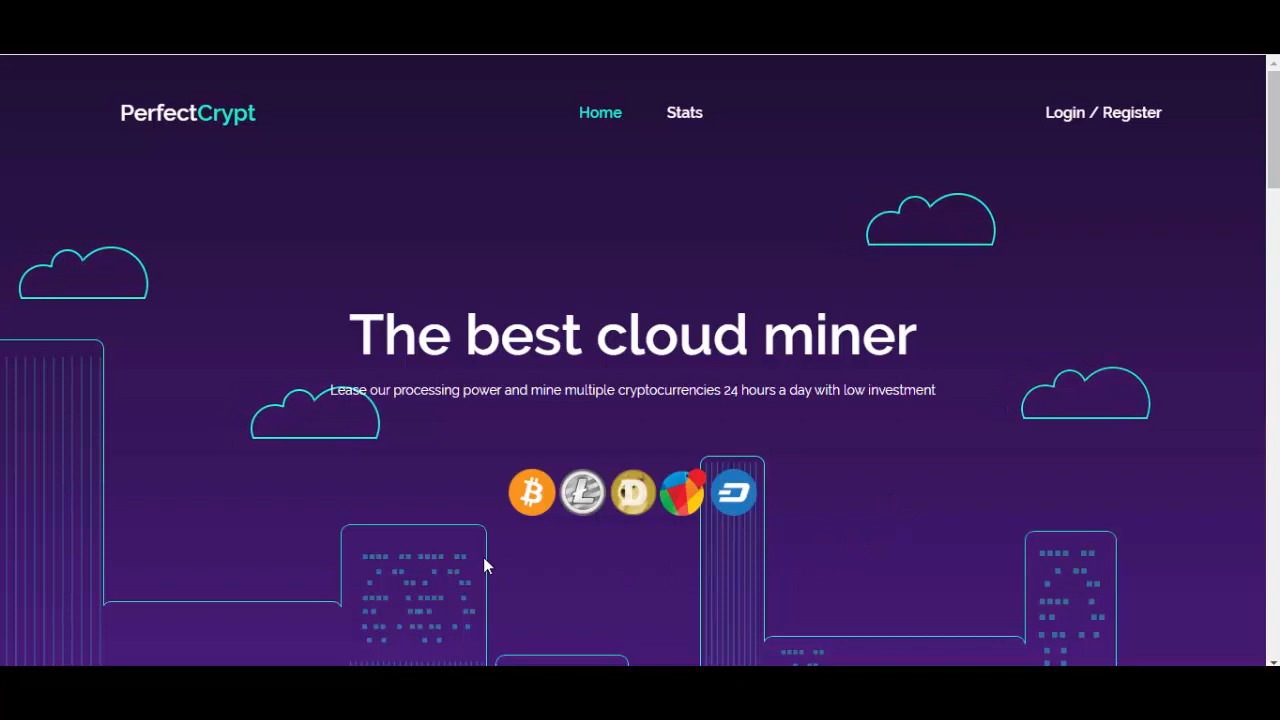 PerfectCrypt
Home
Stats
Login / Register
The best cloud miner
Lease our processing power and mine multiple cryptocurrencies 24 hours a day with low investment